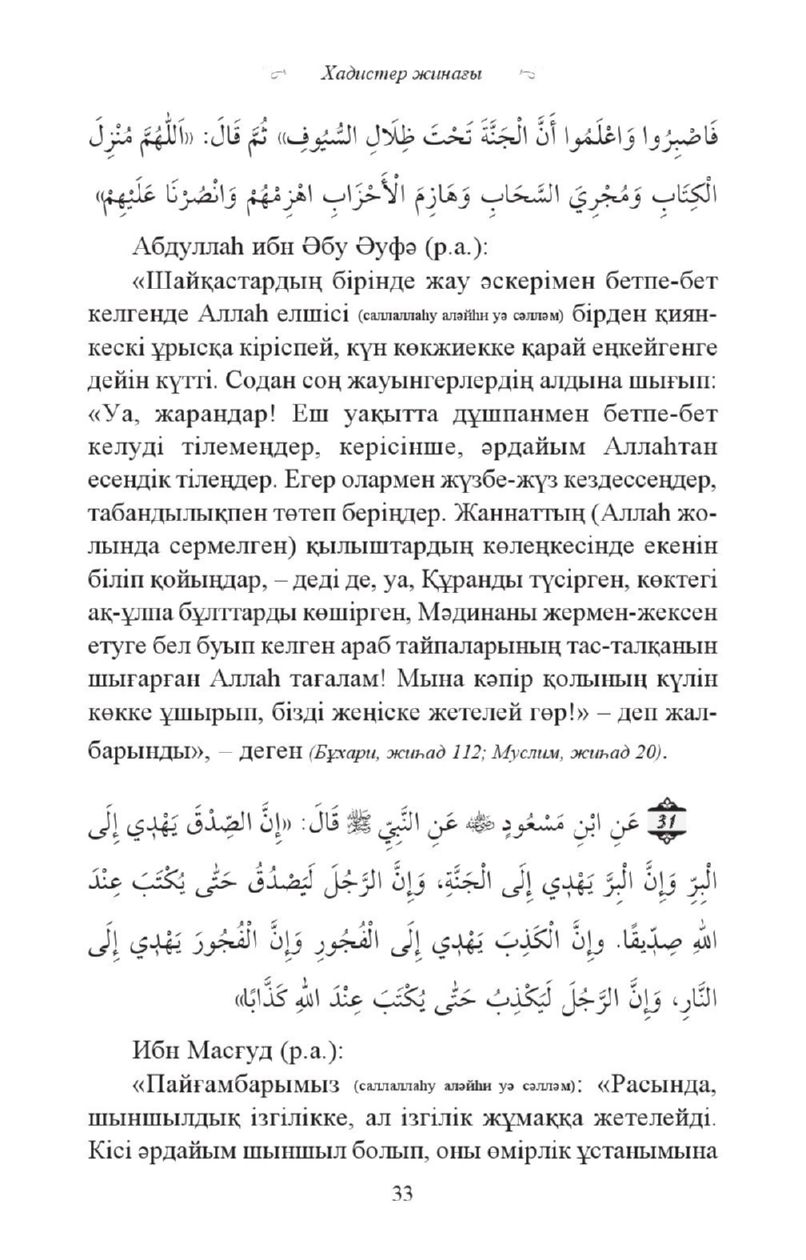 Хадистер жинағы
فَاصْبِرُوا وَاعْلَمُوا أَنَّ الْجَنَّةَ تَحْتَ ظِلَالِ السُّيُوفِ» ثُمَّ قَالَ: «اَللّٰهُمَّ مُنْزِلَ
الْكِتَابِ وَمُجْرِيَ السَّحَابِ وَهَازِمَ الْأَحْزَابِ اهْزِمْهُمْ وَانْصُرْنَا عَلَيْهِمْ»
Абдуллаһ ибн Әбу Әуфә (р.а.):
«Шайқастардың бірінде жау әскерімен бетпе-бет
келгенде Аллаһ елшісі (саллаллаһу аләйһи уә сәлләм) бірден қиян-
кескі ұрысқа кіріспей, күн көкжиекке қарай еңкейгенге
дейін күтті. Содан соң жауынгерлердің алдына шығып:
«Уа, жарандар! Еш уақытта дұшпанмен бетпе-бет
келуді тілемеңдер, керісінше, әрдайым Аллаһтан
есендік тілеңдер. Егер олармен жүзбе-жүз кездессеңдер,
табандылықпен төтеп беріңдер. Жаннаттың (Аллаһ жо-
лында сермелген) қылыштардың көлеңкесінде екенін
біліп қойыңдар, – деді де, уа, Құранды түсірген, көктегі
ақ-ұлпа бұлттарды көшірген, Мәдинаны жермен-жексен
етуге бел буып келген араб тайпаларының тас-талқанын
шығарған Аллаһ тағалам! Мына кәпір қолының күлін
көкке ұшырып, бізді жеңіске жетелей гөр!» – деп жал-
барынды», – деген (Бұхари, жиһад 112; Муслим, жиһад 20).
31 عَنِ ابْنِ مَسْعُودٍ ﷺ عَنِ النَّبِيِّ ﷺ قَالَ: «إِنَّ الصِّدْقَ يَهْدِي إِلَى
الْبِرِّ وَإِنَّ الْبِرَّ يَهْدِي إِلَى الْجَنَّةِ، وَإِنَّ الرَّجُلَ لَيَصْدُقُ حَتَّى يُكْتَبَ عِنْدَ
اللهِ صِدِّيقًا. وإِنَّ الْكَذِبَ يَهْدِي إِلَى الْفُجُورِ وَإِنَّ الْفُجُورَ يَهْدِي إِلَى
النَّارِ، وَإِنَّ الرَّجُلَ لَيَكْذِبُ حَتَّى يُكْتَبَ عِنْدَ اللهِ كَذَّابًا»
Ибн Масғуд (р.а.):
«Пайғамбарымыз (саллаллаһу аләйһи уә сәлләм): «Расында,
шыншылдық ізгілікке, ал ізгілік жұмаққа жетелейді.
Кісі әрдайым шыншыл болып, оны өмірлік ұстанымына
33